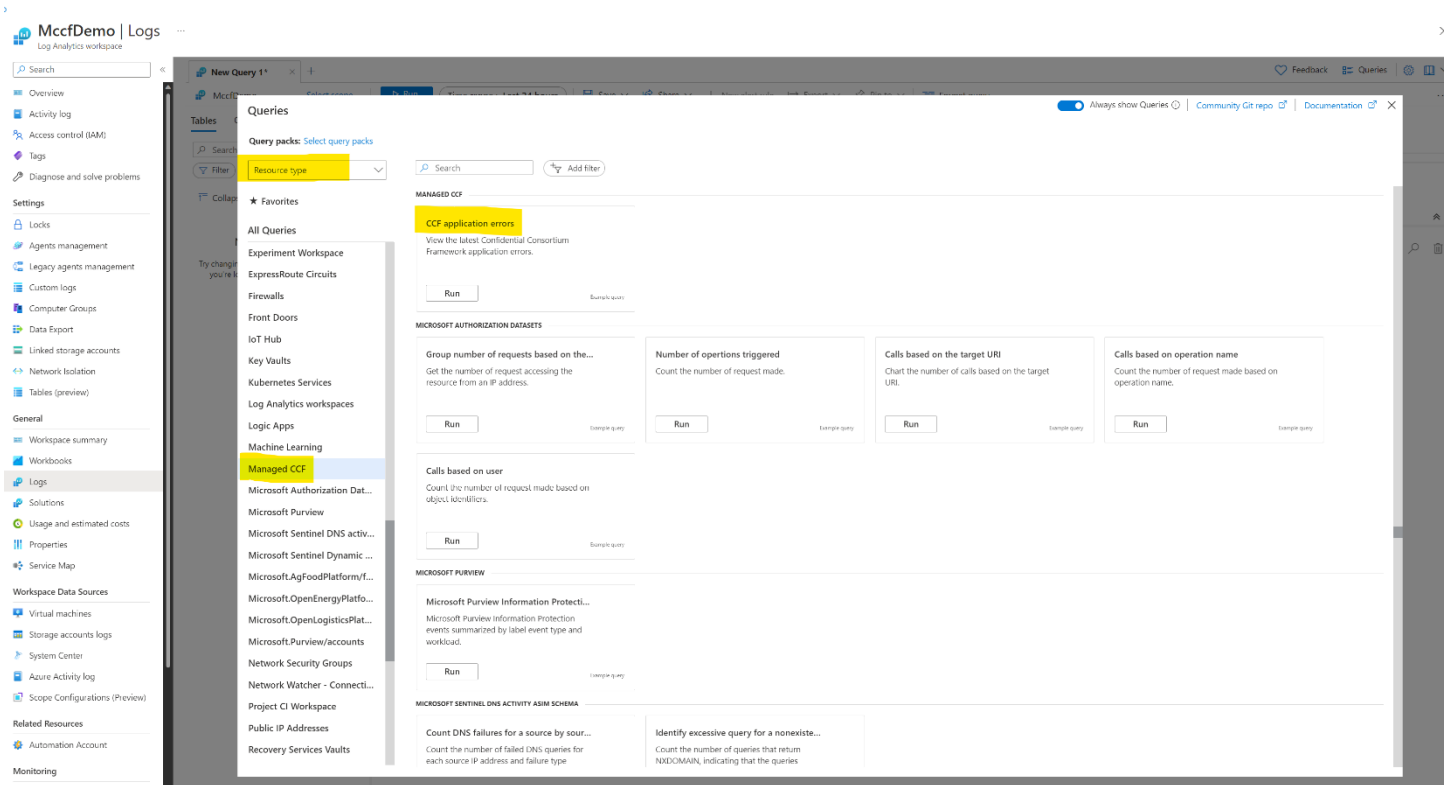 MccfDemo | Logs
Log Analytics workspace
Search
Overview
Activity log
Access control (IAM)
Tags
Diagnose and solve problems
Settings
Locks
Agents management
Legacy agents management
Custom logs
Computer Groups
Data Export
Linked storage accounts
Network Isolation
Tables (preview)
General
Workspace summary
Workbooks
Logs
Solutions
Usage and estimated costs
Properties
Service Map
Workspace Data Sources
Virtual machines
Storage accounts logs
System Center
Azure Activity log
Scope Configurations (Preview)
Related Resources
Automation Account
Monitoring
New Query 1*
Feedback
Queries
Tables
Search
Filter
Queries
Always show Queries
Community Git repo
Documentation
Query packs: Select query packs
Resource type
Search
Add filter
Favorites
All Queries
Experiment Workspace
ExpressRoute Circuits
Firewalls
Front Doors
IoT Hub
Key Vaults
Kubernetes Services
Log Analytics workspaces
Logic Apps
Machine Learning
Managed CCF
Microsoft Authorization Dat...
Microsoft Purview
Microsoft Sentinel DNS activ...
Microsoft Sentinel Dynamic ...
Microsoft.AgFoodPlatform/f...
Microsoft.OpenEnergyPlatfo...
Microsoft.OpenLogisticsPlat...
Microsoft.Purview/accounts
Network Security Groups
Network Watcher - Connecti...
Project CI Workspace
Public IP Addresses
Recovery Services Vaults
MANAGED CCF
CCF application errors
View the latest Confidential Consortium
Framework application errors.
Run
Example query
MICROSOFT AUTHORIZATION DATASETS
Group number of requests based on the...
Get the number of request accessing the
resource from an IP address.
Run
Example query
Number of opertions triggered
Count the number of request made.
Run
Example query
Calls based on the target URI
Chart the number of calls based on the target
URI.
Run
Example query
Calls based on operation name
Count the number of request made based on
operation name.
Run
Example query
Calls based on user
Count the number of request made based on
object identifiers.
Run
Example query
MICROSOFT PURVIEW
Microsoft Purview Information Protecti...
Microsoft Purview Information Protection
events summarized by label event type and
workload.
Run
Example query
MICROSOFT SENTINEL DNS ACTIVITY ASIM SCHEMA
Count DNS failures for a source by sour...
Count the number of failed DNS queries for
each source IP address and failure type
Identify excessive query for a nonexiste...
Count the number of queries that return
NXDOMAIN, indicating that the queries